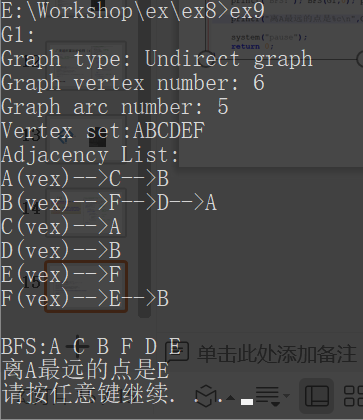 E:\Workshop\ex\ex8>ex9
G1:
Graph type: Undirect graph
Graph vertex number: 6
Graph arc number: 5
Vertex set:ABCDEF
Adjacency List:
A(vex)-->C-->B
B(vex)-->F-->D-->A
C(vex)-->A
D(vex)-->B
E(vex)-->F
F(vex)-->E-->B
BFS:A C B F D E
离A最远的点是E
单击此处添加备注
请按任意键继续. . .